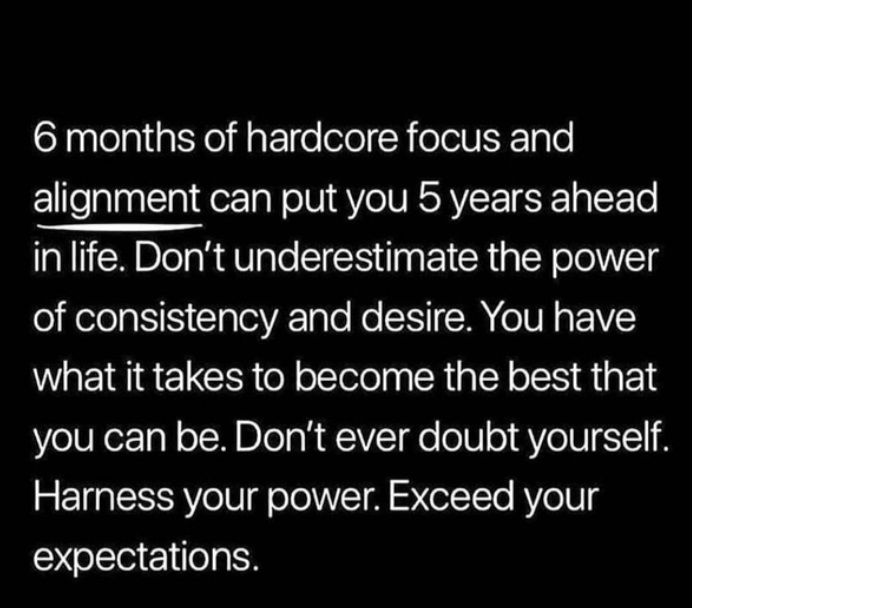 6 months of hardcore focus and
alignment can put you 5 years ahead
in life. Don't underestimate the power
of consistency and desire. You have
what it takes to become the best that
you can be. Don't ever doubt yourself.
Harness your power. Exceed your
expectations.